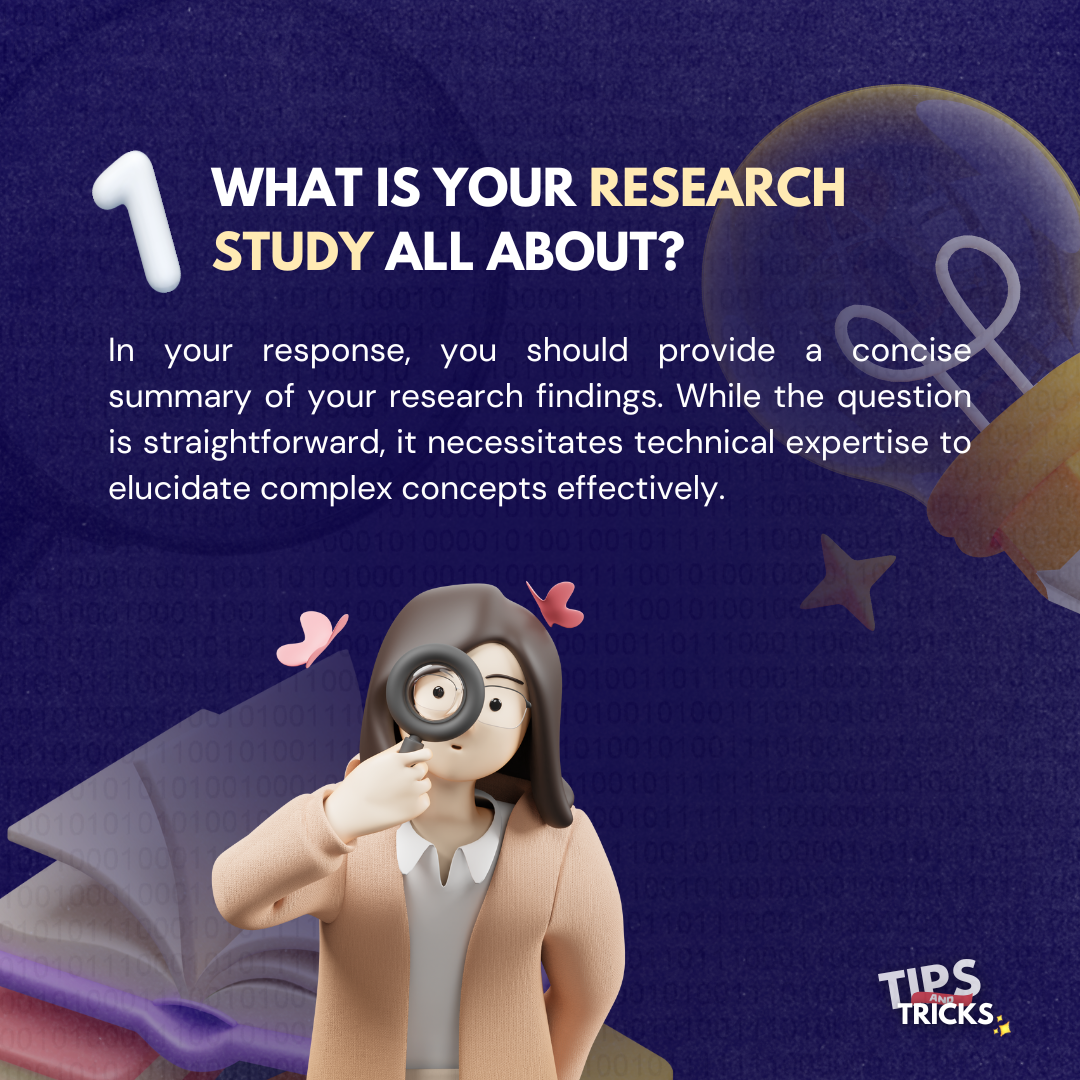 1
WHAT IS YOUR RESEARCH
STUDY ALL ABOUT?
In your response, you should provide a concise
summary of your research findings. While the question
is straightforward, it necessitates technical expertise to
elucidate complex concepts effectively.
TIPS
AND
TRICKS